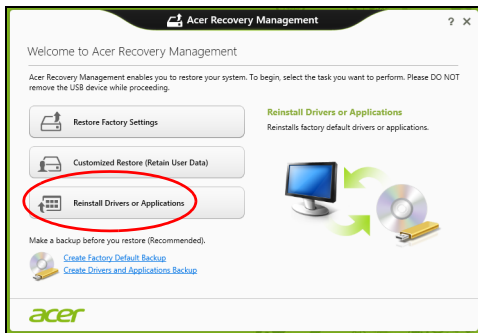 Acer Recovery Management
? X
Welcome to Acer Recovery Management
Acer Recovery Management enables you to restore your system. To begin, select the task you want to perform. Please DO NOT
remove the USB device while proceeding.
Restore Factory Settings
Customized Restore (Retain User Data)
Reinstall Drivers or Applications
Reinstall Drivers or Applications
Reinstalls factory default drivers or applications.
Make a backup before you restore (Recommended).
Create Factory Default Backup
Create Drivers and Applications Backup
acer